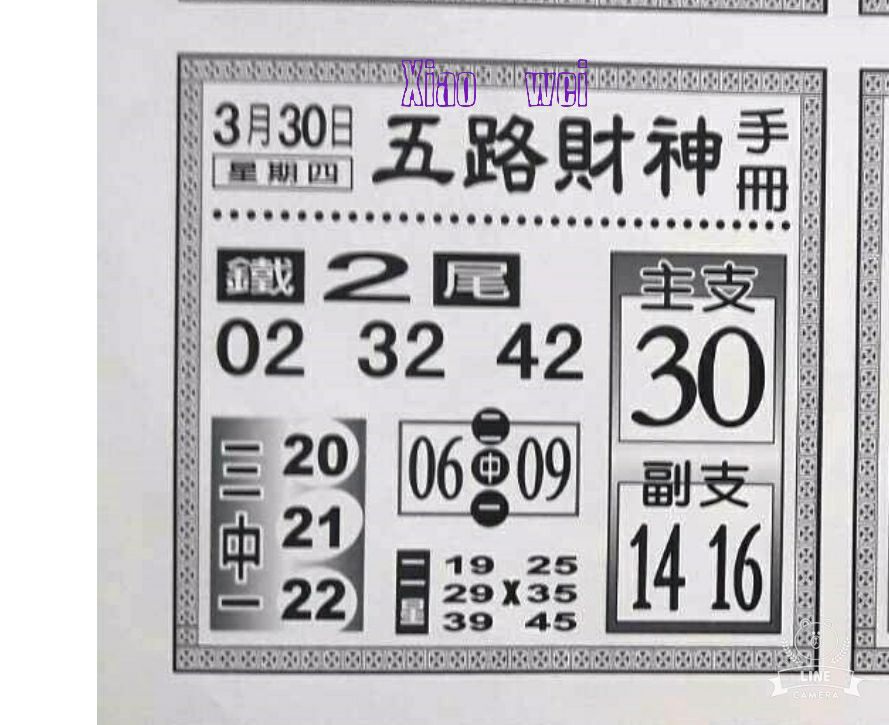 Xiao wei
3月30日
星期四
五路財神
手冊
鐵 2 尾
02 32 42
主支
30
三中一
20
21
22
06 二中一 09
副支
14 16
二星
19 25
29 X 35
39 45
LINE
CAMERA